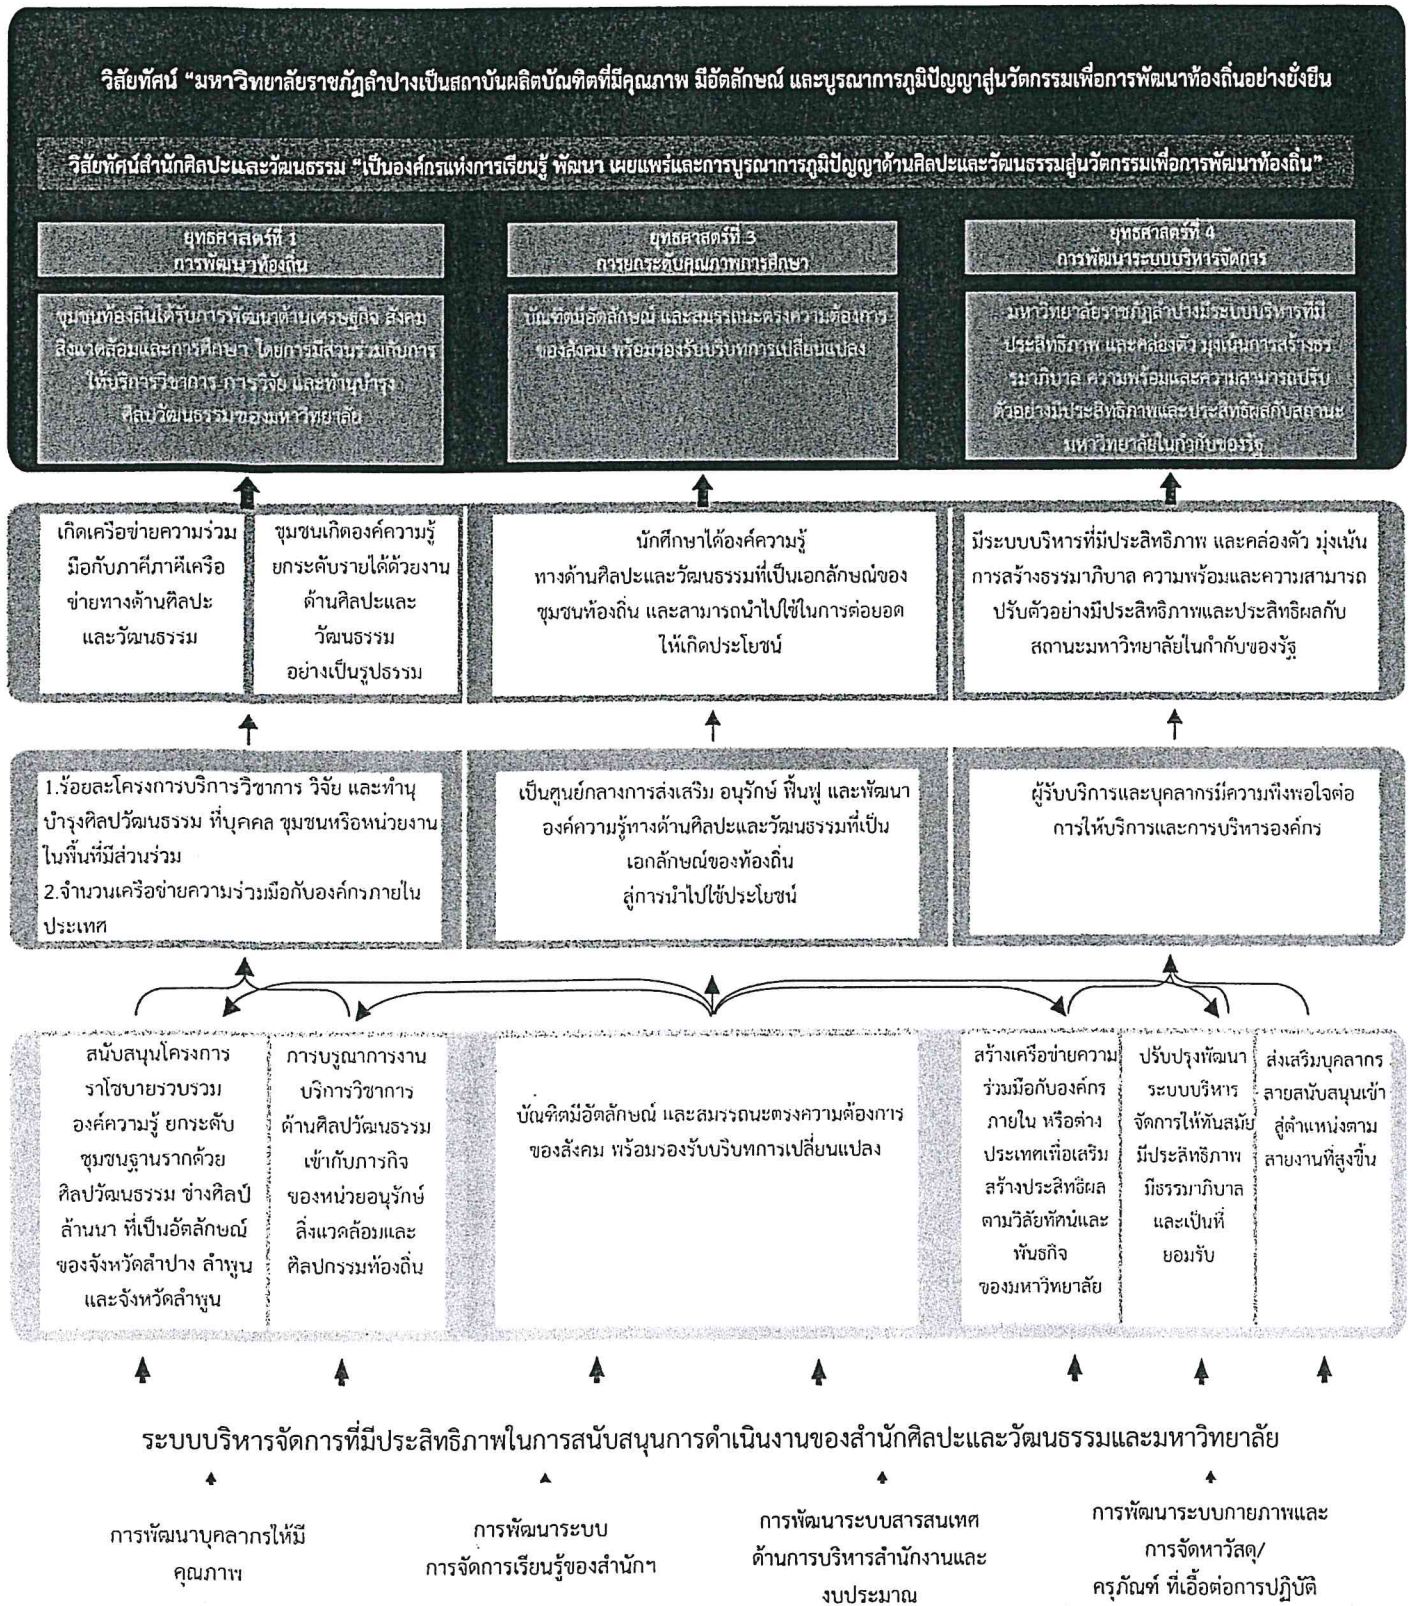 วิสัยทัศน์ “มหาวิทยาลัยราชภัฏลำปางเป็นสถาบันผลิตบัณฑิตที่มีคุณภาพ มีอัตลักษณ์ และบูรณาการภูมิปัญญาสู่นวัตกรรมเพื่อการพัฒนาท้องถิ่นอย่างยั่งยืน
วิสัยทัศน์สำนักศิลปะและวัฒนธรรม “เป็นองค์กรแห่งการเรียนรู้ พัฒนา เผยแพร่และการบูรณาการภูมิปัญญาด้านศิลปะและวัฒนธรรมสู่นวัตกรรมเพื่อการพัฒนาท้องถิ่น”
ยุทธศาสตร์ที่ 1
การพัฒนาท้องถิ่น
ยุทธศาสตร์ที่ 3
การยกระดับคุณภาพการศึกษา
ยุทธศาสตร์ที่ 4
การพัฒนาระบบบริหารจัดการ
ชุมชนท้องถิ่นได้รับการพัฒนาด้านเศรษฐกิจ สังคม
สิ่งแวดล้อมและการศึกษา โดยการมีส่วนร่วมกับการ
ให้บริการวิชาการ การวิจัย และทำนุบำรุง
ศิลปวัฒนธรรมของมหาวิทยาลัย
บัณฑิตมีอัตลักษณ์ และสมรรถนะตรงความต้องการ
ของสังคม พร้อมรองรับบริบทการเปลี่ยนแปลง
มหาวิทยาลัยราชภัฏลำปางมีระบบบริหารที่มี
ประสิทธิภาพ และคล่องตัว มุ่งเน้นการสร้างธร
รมาภิบาล ความพร้อมและความสามารถปรับ
ตัวอย่างมีประสิทธิภาพและประสิทธิผลกับสถานะ
มหาวิทยาลัยในกำกับของรัฐ
เกิดเครือข่ายความร่วม
มือกับภาคีภาคีเครือ
ข่ายทางด้านศิลปะ
และวัฒนธรรม
ชุมชนเกิดองค์ความรู้
ยกระดับรายได้ด้วยงาน
ด้านศิลปะและ
วัฒนธรรม
อย่างเป็นรูปธรรม
นักศึกษาได้องค์ความรู้
ทางด้านศิลปะและวัฒนธรรมที่เป็นเอกลักษณ์ของ
ชุมชนท้องถิ่น และสามารถนำไปใช้ในการต่อยอด
ให้เกิดประโยชน์
มีระบบบริหารที่มีประสิทธิภาพ และคล่องตัว มุ่งเน้น
การสร้างธรรมาภิบาล ความพร้อมและความสามารถ
ปรับตัวอย่างมีประสิทธิภาพและประสิทธิผลกับ
สถานะมหาวิทยาลัยในกำกับของรัฐ
1.ร้อยละโครงการบริการวิชาการ วิจัย และทำนุ
บำรุงศิลปวัฒนธรรม ที่บุคคล ชุมชนหรือหน่วยงาน
ในพื้นที่มีส่วนร่วม
2.จำนวนเครือข่ายความร่วมมือกับองค์กรภายใน
ประเทศ
เป็นศูนย์กลางการส่งเสริม อนุรักษ์ ฟื้นฟู และพัฒนา
องค์ความรู้ทางด้านศิลปะและวัฒนธรรมที่เป็น
เอกลักษณ์ของท้องถิ่น
สู่การนำไปใช้ประโยชน์
ผู้รับบริการและบุคลากรมีความพึงพอใจต่อ
การให้บริการและการบริหารองค์กร
สนับสนุนโครงการ
ราโชบายรวบรวม
องค์ความรู้ ยกระดับ
ชุมชนฐานรากด้วย
ศิลปวัฒนธรรม ช่างศิลป์
ล้านนา ที่เป็นอัตลักษณ์
ของจังหวัดลำปาง ลำพูน
และจังหวัดลำพูน
การบรูณาการงาน
บริการวิชาการ
ด้านศิลปวัฒนธรรม
เข้ากับภารกิจ
ของหน่วยอนุรักษ์
สิ่งแวดล้อมและ
ศิลปกรรมท้องถิ่น
บัณฑิตมีอัตลักษณ์ และสมรรถนะตรงความต้องการ
ของสังคม พร้อมรองรับบริบทการเปลี่ยนแปลง
สร้างเครือข่ายความ
ร่วมมือกับองค์กร
ภายใน หรือต่าง
ประเทศเพื่อเสริม
สร้างประสิทธิผล
ตามวิสัยทัศน์และ
พันธกิจ
ของมหาวิทยาลัย
ปรับปรุงพัฒนา
ระบบบริหาร
จัดการให้ทันสมัย
มีประสิทธิภาพ
มีธรรมาภิบาล
และเป็นที่
ยอมรับ
ส่งเสริมบุคลากร
สายสนับสนุนเข้า
สู่ตำแหน่งตาม
สายงานที่สูงขึ้น
ระบบบริหารจัดการที่มีประสิทธิภาพในการสนับสนุนการดำเนินงานของสำนักศิลปะและวัฒนธรรมและมหาวิทยาลัย
การพัฒนาบุคลากรให้มี
คุณภาพ
การพัฒนาระบบ
การจัดการเรียนรู้ของสำนักฯ
การพัฒนาระบบสารสนเทศ
ด้านการบริหารสำนักงานและ
งบประมาณ
การพัฒนาระบบกายภาพและ
การจัดหาวัสดุ/
ครุภัณฑ์ ที่เอื้อต่อการปฏิบัติ